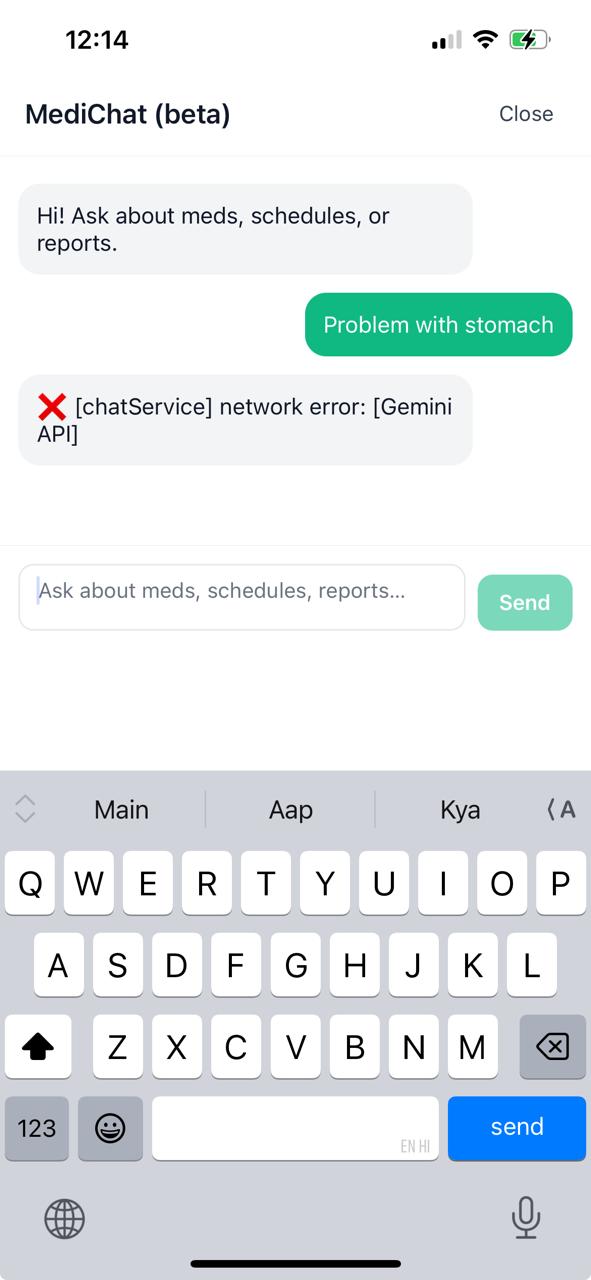 12:14
MediChat (beta)
Close
Hi! Ask about meds, schedules, or
reports.
Problem with stomach
❌ [chatService] network error: [Gemini
API]
Ask about meds, schedules, reports...
Send
Main
Aap
Kya
A
Q W E R T Y U I O P
A S D F G H J K L
Z X C V B N M
123
EN HI
send